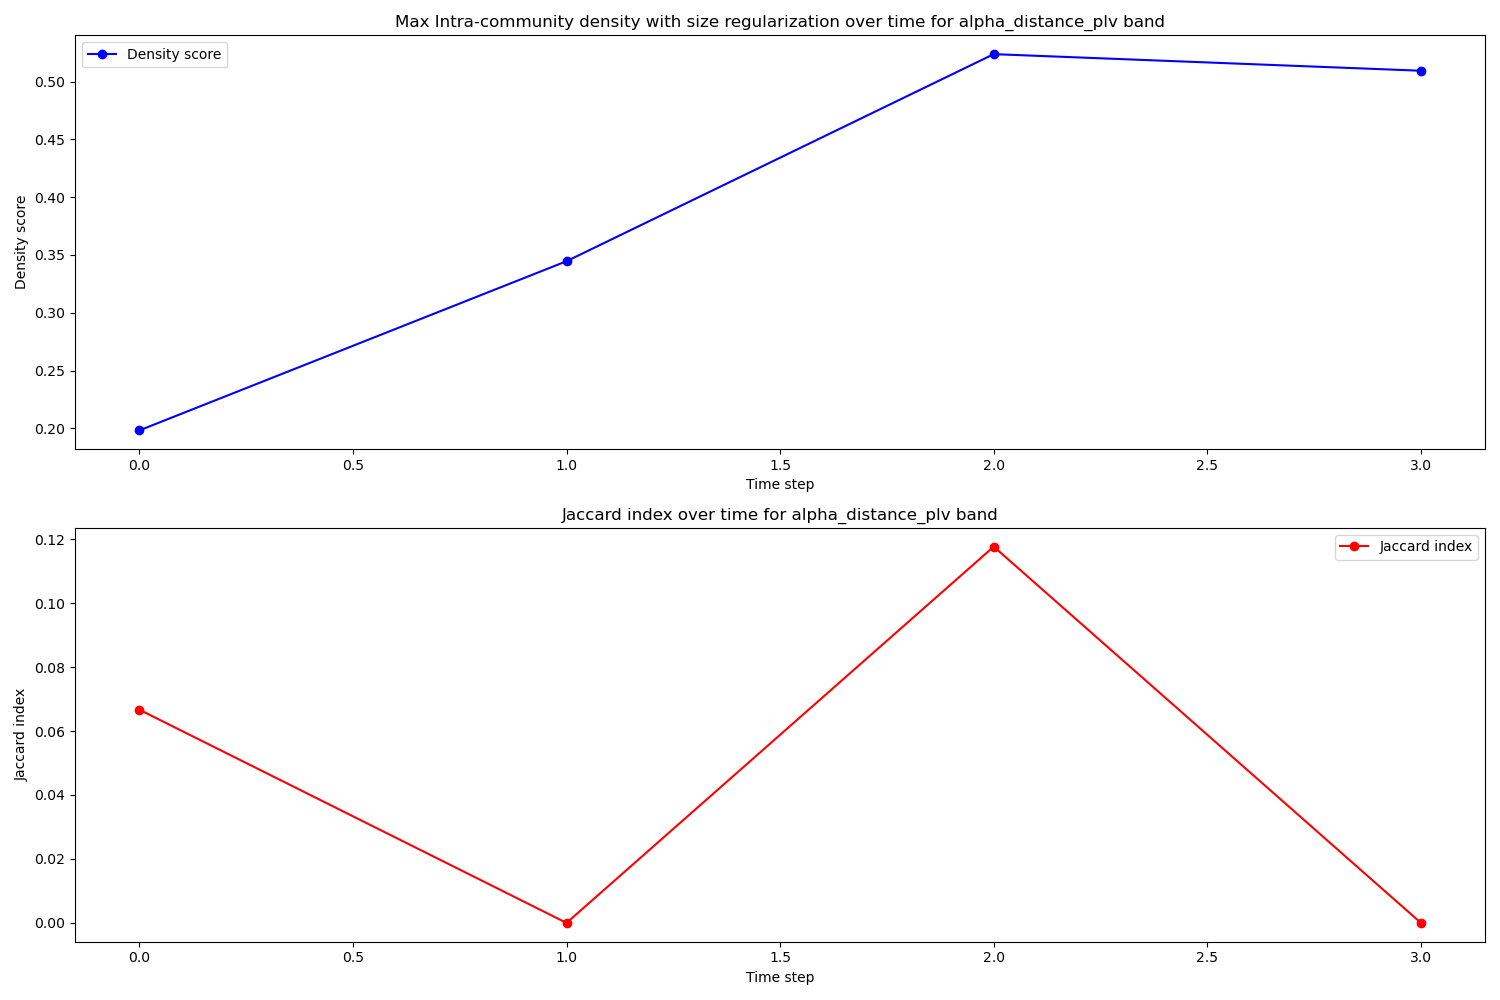 Max Intra-community density with size regularization over time for alpha_distance_plv band
Density score
0.50
0.45
0.40
0.35
0.30
0.25
0.20
Density score
0.0 0.5 1.0 1.5 2.0 2.5 3.0
Time step
Jaccard index over time for alpha_distance_plv band
Jaccard index
0.12
0.10
0.08
0.06
0.04
0.02
0.00
Jaccard index
0.0 0.5 1.0 1.5 2.0 2.5 3.0
Time step